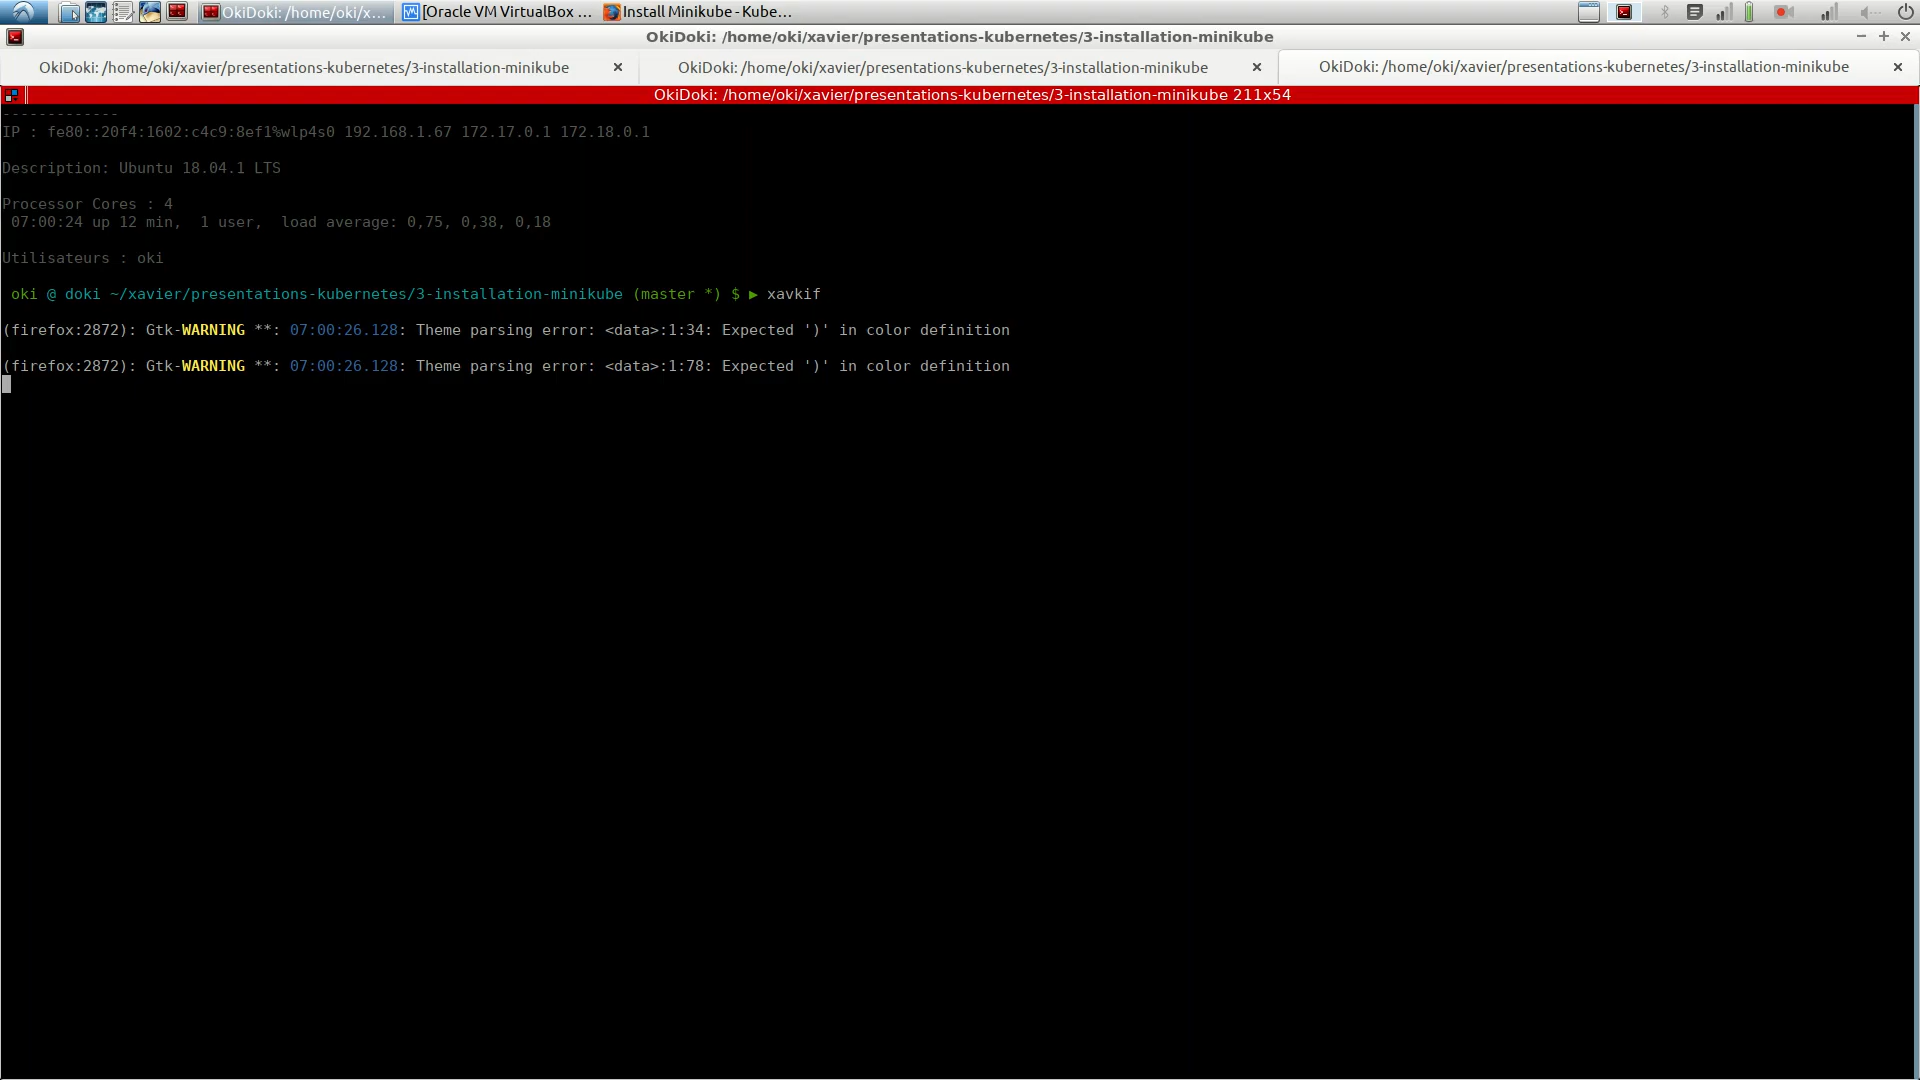 OkiDoki: /home/oki/x... [Oracle VM VirtualBox ... Install Minikube - Kube...
OkiDoki: /home/oki/xavier/presentations-kubernetes/3-installation-minikube
OkiDoki: /home/oki/xavier/presentations-kubernetes/3-installation-minikube OkiDoki: /home/oki/xavier/presentations-kubernetes/3-installation-minikube OkiDoki: /home/oki/xavier/presentations-kubernetes/3-installation-minikube
OkiDoki: /home/oki/xavier/presentations-kubernetes/3-installation-minikube 211x54
-------------
IP : fe80::20f4:1602:c4c9:8ef1%wlp4s0 192.168.1.67 172.17.0.1 172.18.0.1
Description: Ubuntu 18.04.1 LTS
Processor Cores : 4
07:00:24 up 12 min,  1 user,  load average: 0,75, 0,38, 0,18
Utilisateurs : oki
oki @ doki ~/xavier/presentations-kubernetes/3-installation-minikube (master *) $ ▶ xavkif
(firefox:2872): Gtk-WARNING **: 07:00:26.128: Theme parsing error: <data>:1:34: Expected ')' in color definition
(firefox:2872): Gtk-WARNING **: 07:00:26.128: Theme parsing error: <data>:1:78: Expected ')' in color definition